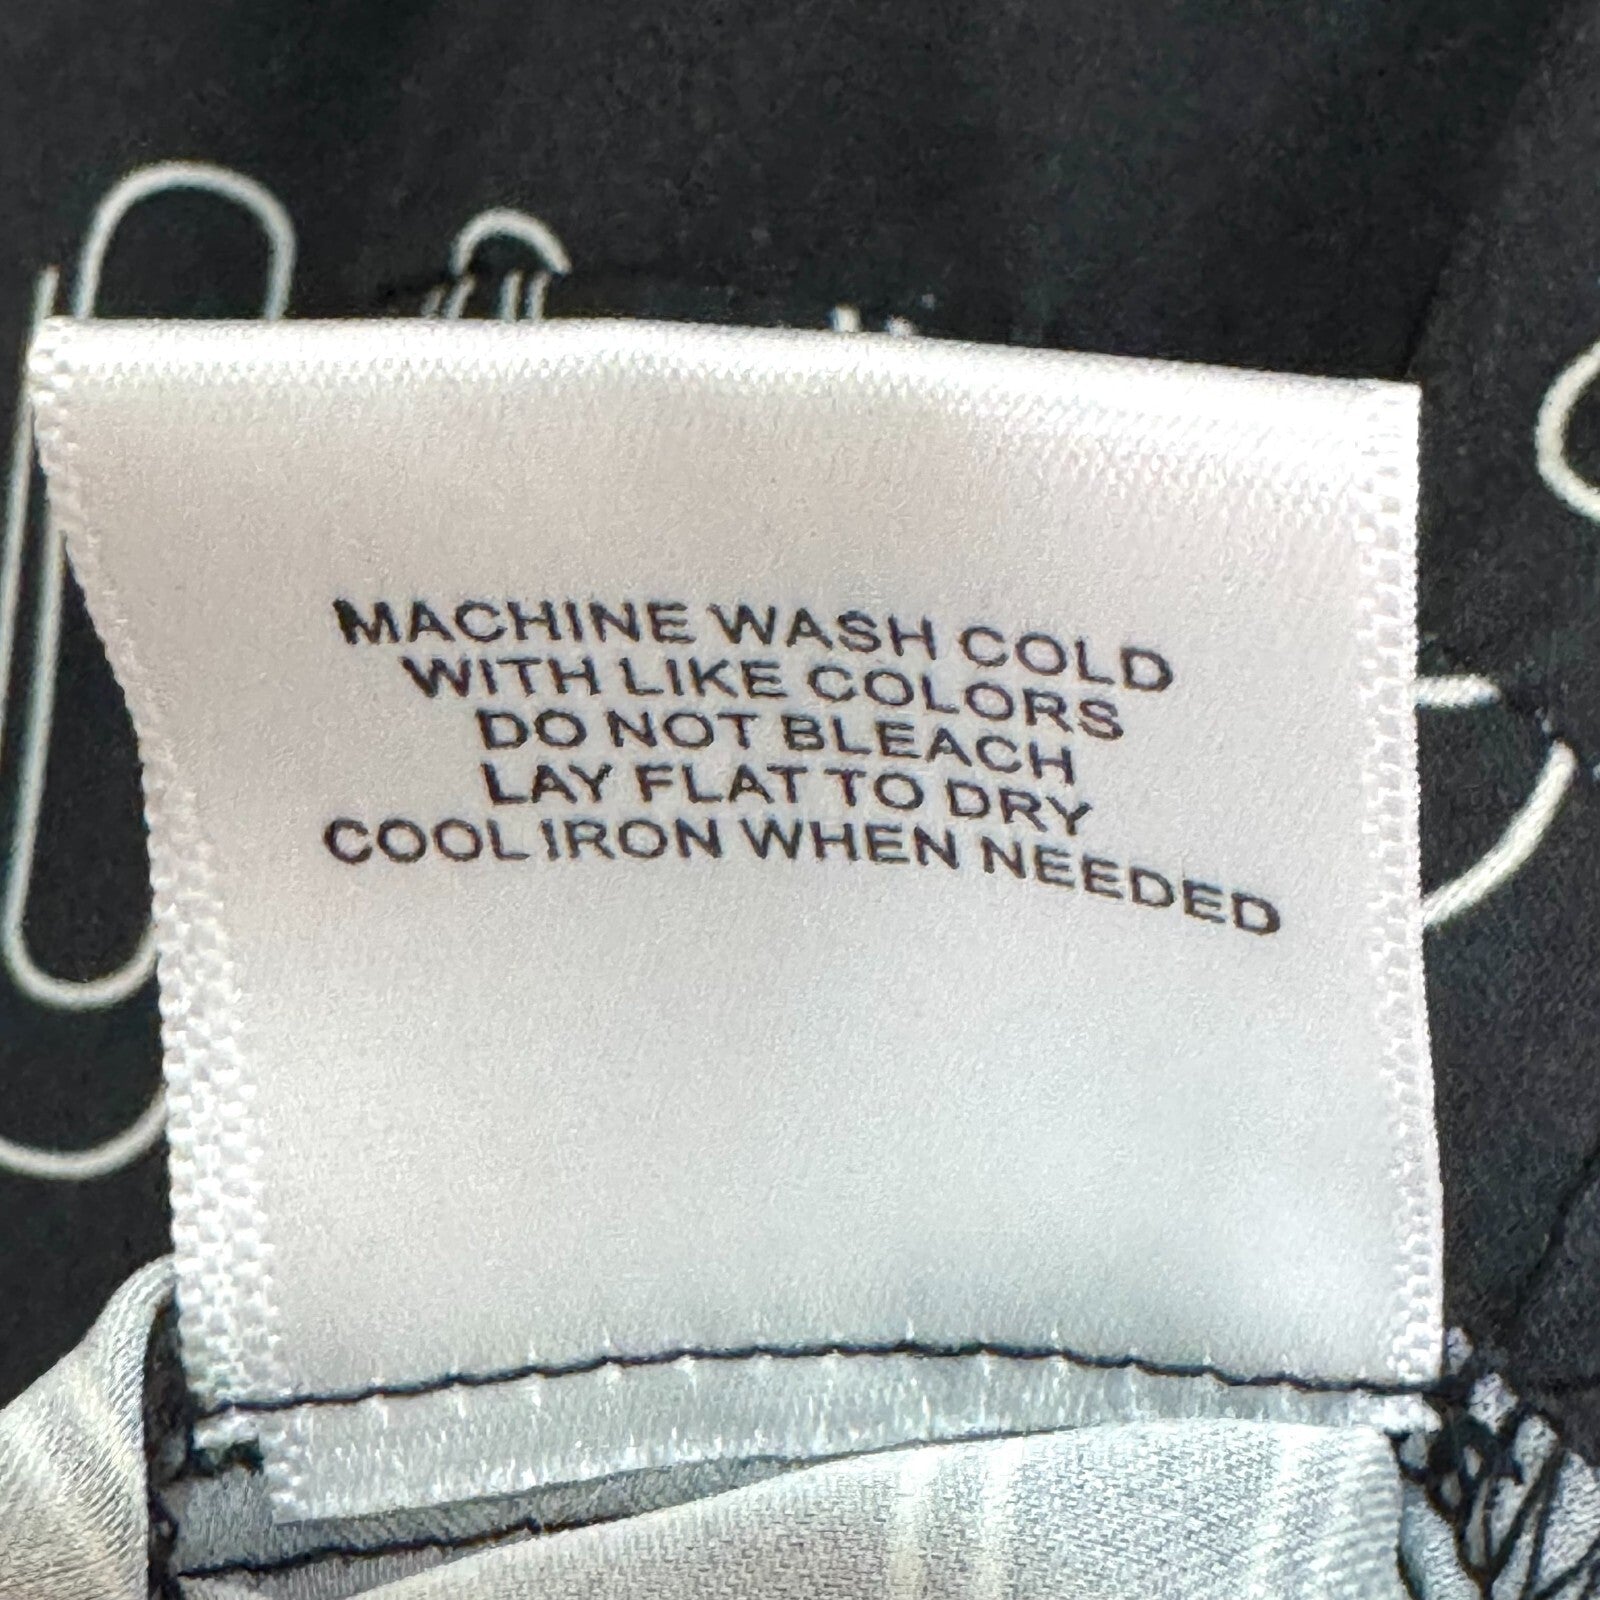 MACHINE WASH COLD
WITH LIKE COLORS
DO NOT BLEACH
LAY FLAT TO DRY
COOL IRON WHEN NEEDED